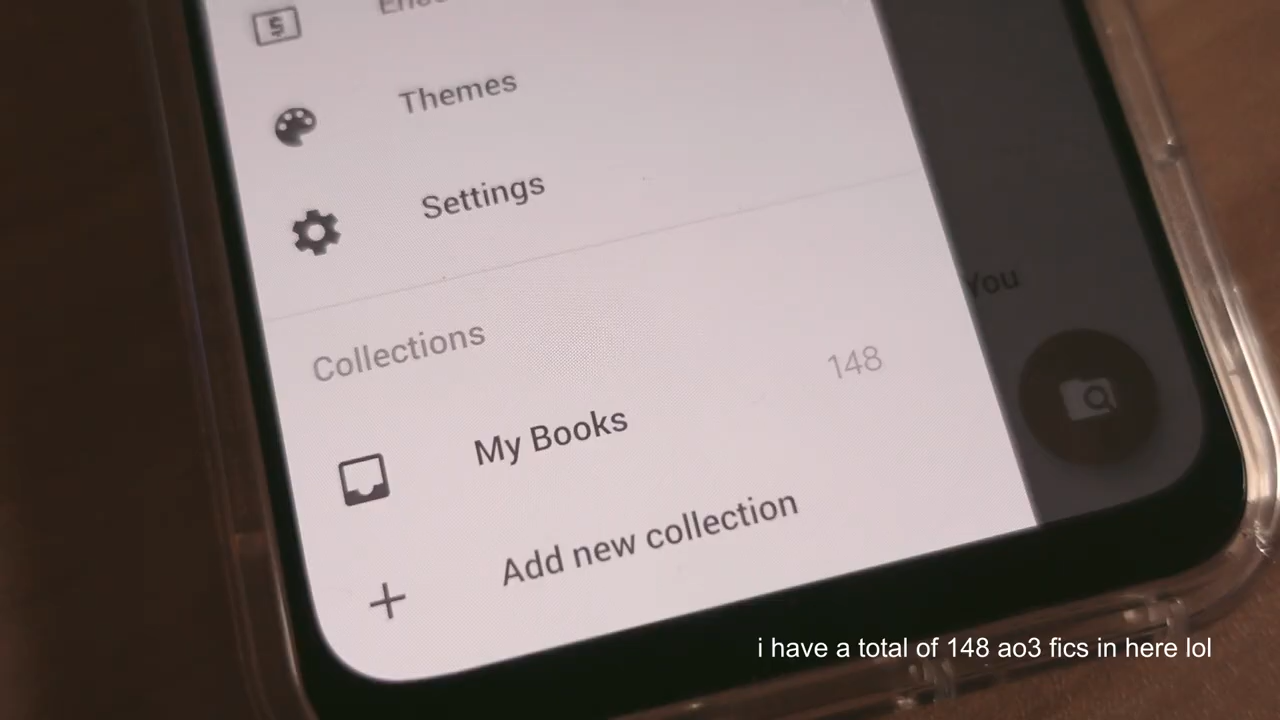 Themes
Settings
You
Collections
148
My Books
Add new collection
i have a total of 148 ao3 fics in here lol